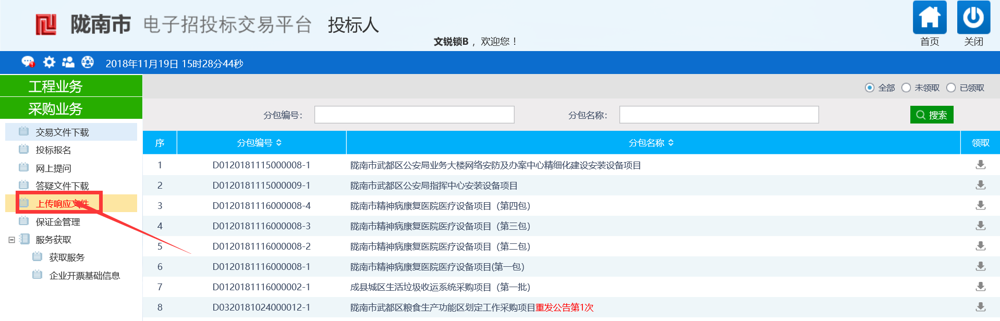 陇南市 电子招投标交易平台 投标人
文锐锁B ，欢迎您！
首页
关闭
2018年11月19日 15时28分44秒
工程业务
采购业务
交易文件下载
投标报名
网上提问
答疑文件下载
上传响应文件
保证金管理
服务获取
获取服务
企业开票基础信息
全部 未领取 已领取
分包编号： 分包名称： 搜索
序 分包编号 分包名称 领取
1 D0120181115000008-1 陇南市武都区公安局业务大楼网络安防及办案中心精细化建设安装设备项目
2 D0120181115000009-1 陇南市武都区公安局指挥中心安装设备项目
3 D0120181116000008-4 陇南市精神病康复医院医疗设备项目（第四包）
4 D0120181116000008-3 陇南市精神病康复医院医疗设备项目（第三包）
5 D0120181116000008-2 陇南市精神病康复医院医疗设备项目（第二包）
6 D0120181116000008-1 陇南市精神病康复医院医疗设备项目(第一包）
7 D0120181116000002-1 成县城区生活垃圾收运系统采购项目（第一批）
8 D0320181024000012-1 陇南市武都区粮食生产功能区划定工作采购项目重发公告第1次